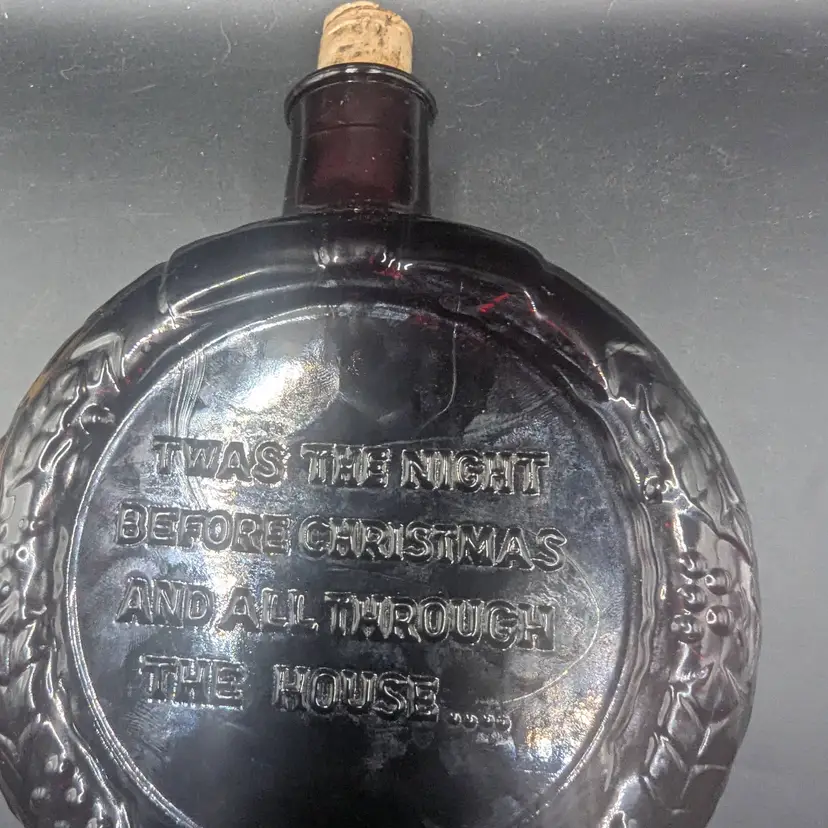 TWAS THE NIGHT
BEFORE CHRISTMAS
AND ALL THROUGH
THE HOUSE....